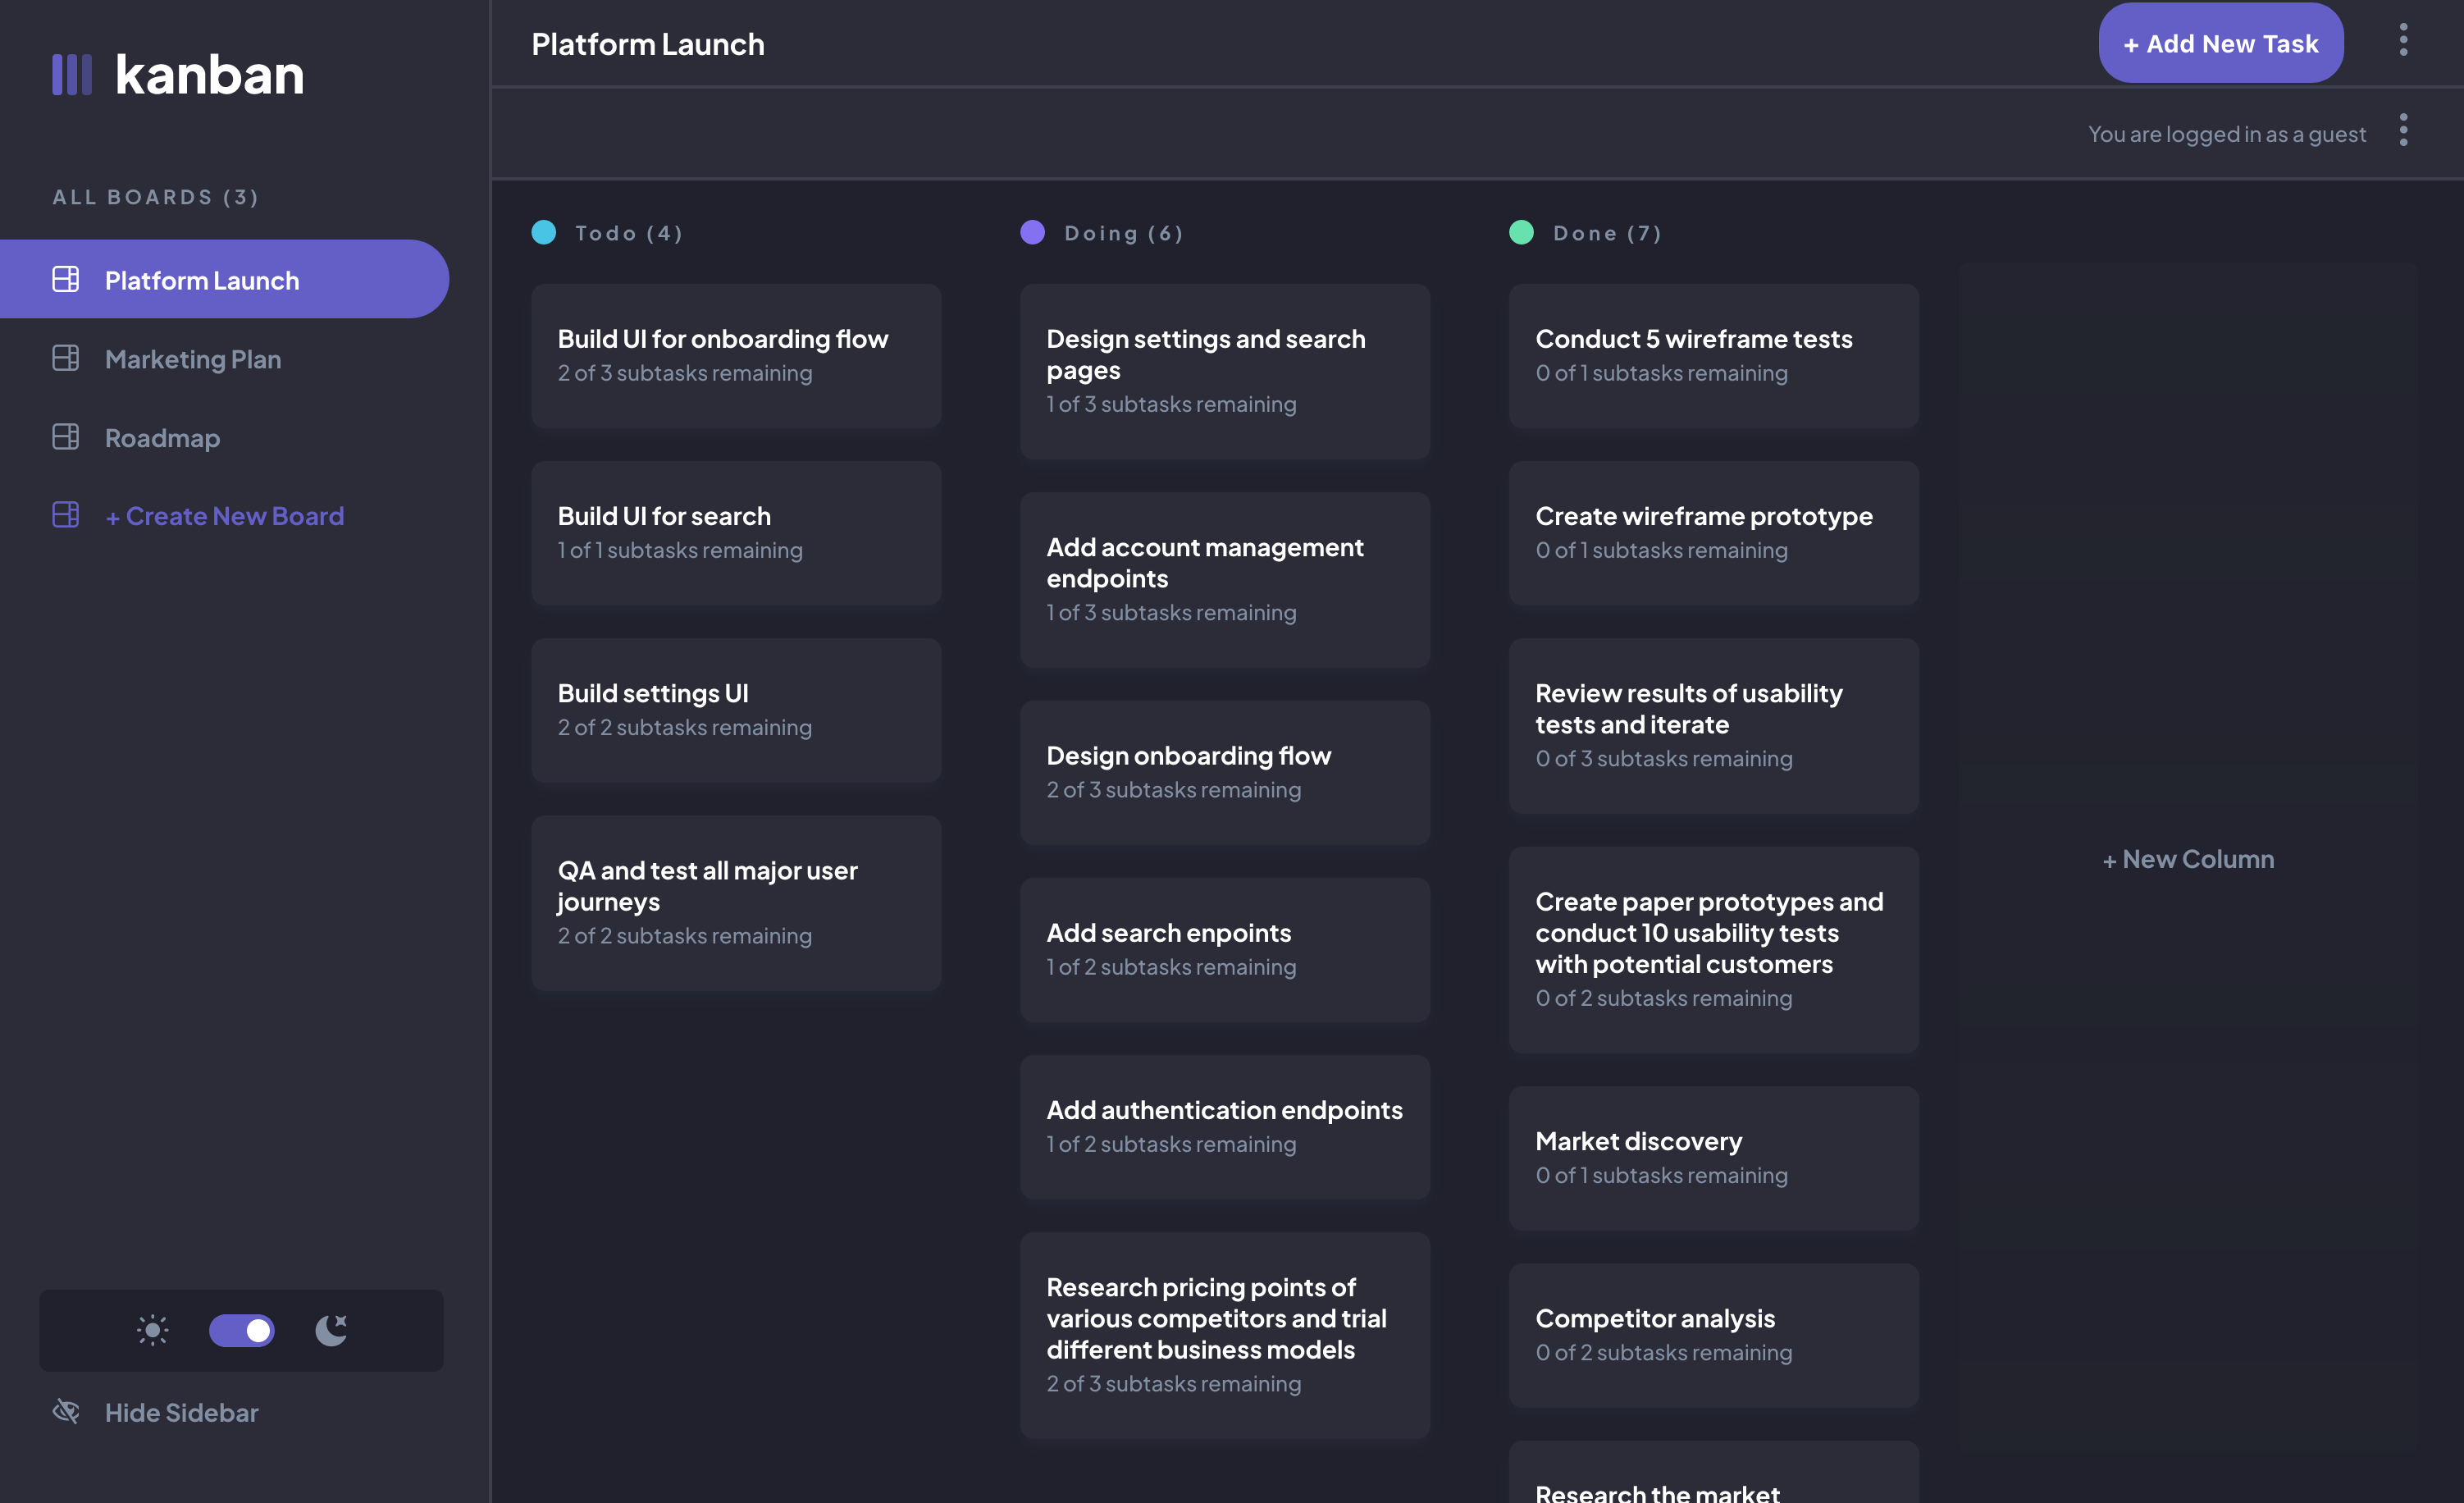 kanban
ALL BOARDS (3)
Platform Launch
Marketing Plan
Roadmap
+ Create New Board
Hide Sidebar
Platform Launch
+ Add New Task
You are logged in as a guest
Todo (4)
Build UI for onboarding flow
2 of 3 subtasks remaining
Build UI for search
1 of 1 subtasks remaining
Build settings UI
2 of 2 subtasks remaining
QA and test all major user
journeys
2 of 2 subtasks remaining
Doing (6)
Design settings and search
pages
1 of 3 subtasks remaining
Add account management
endpoints
1 of 3 subtasks remaining
Design onboarding flow
2 of 3 subtasks remaining
Add search enpoints
1 of 2 subtasks remaining
Add authentication endpoints
1 of 2 subtasks remaining
Research pricing points of
various competitors and trial
different business models
2 of 3 subtasks remaining
Done (7)
Conduct 5 wireframe tests
0 of 1 subtasks remaining
Create wireframe prototype
0 of 1 subtasks remaining
Review results of usability
tests and iterate
0 of 3 subtasks remaining
Create paper prototypes and
conduct 10 usability tests
with potential customers
0 of 2 subtasks remaining
Market discovery
0 of 1 subtasks remaining
Competitor analysis
0 of 2 subtasks remaining
Research the market
+ New Column